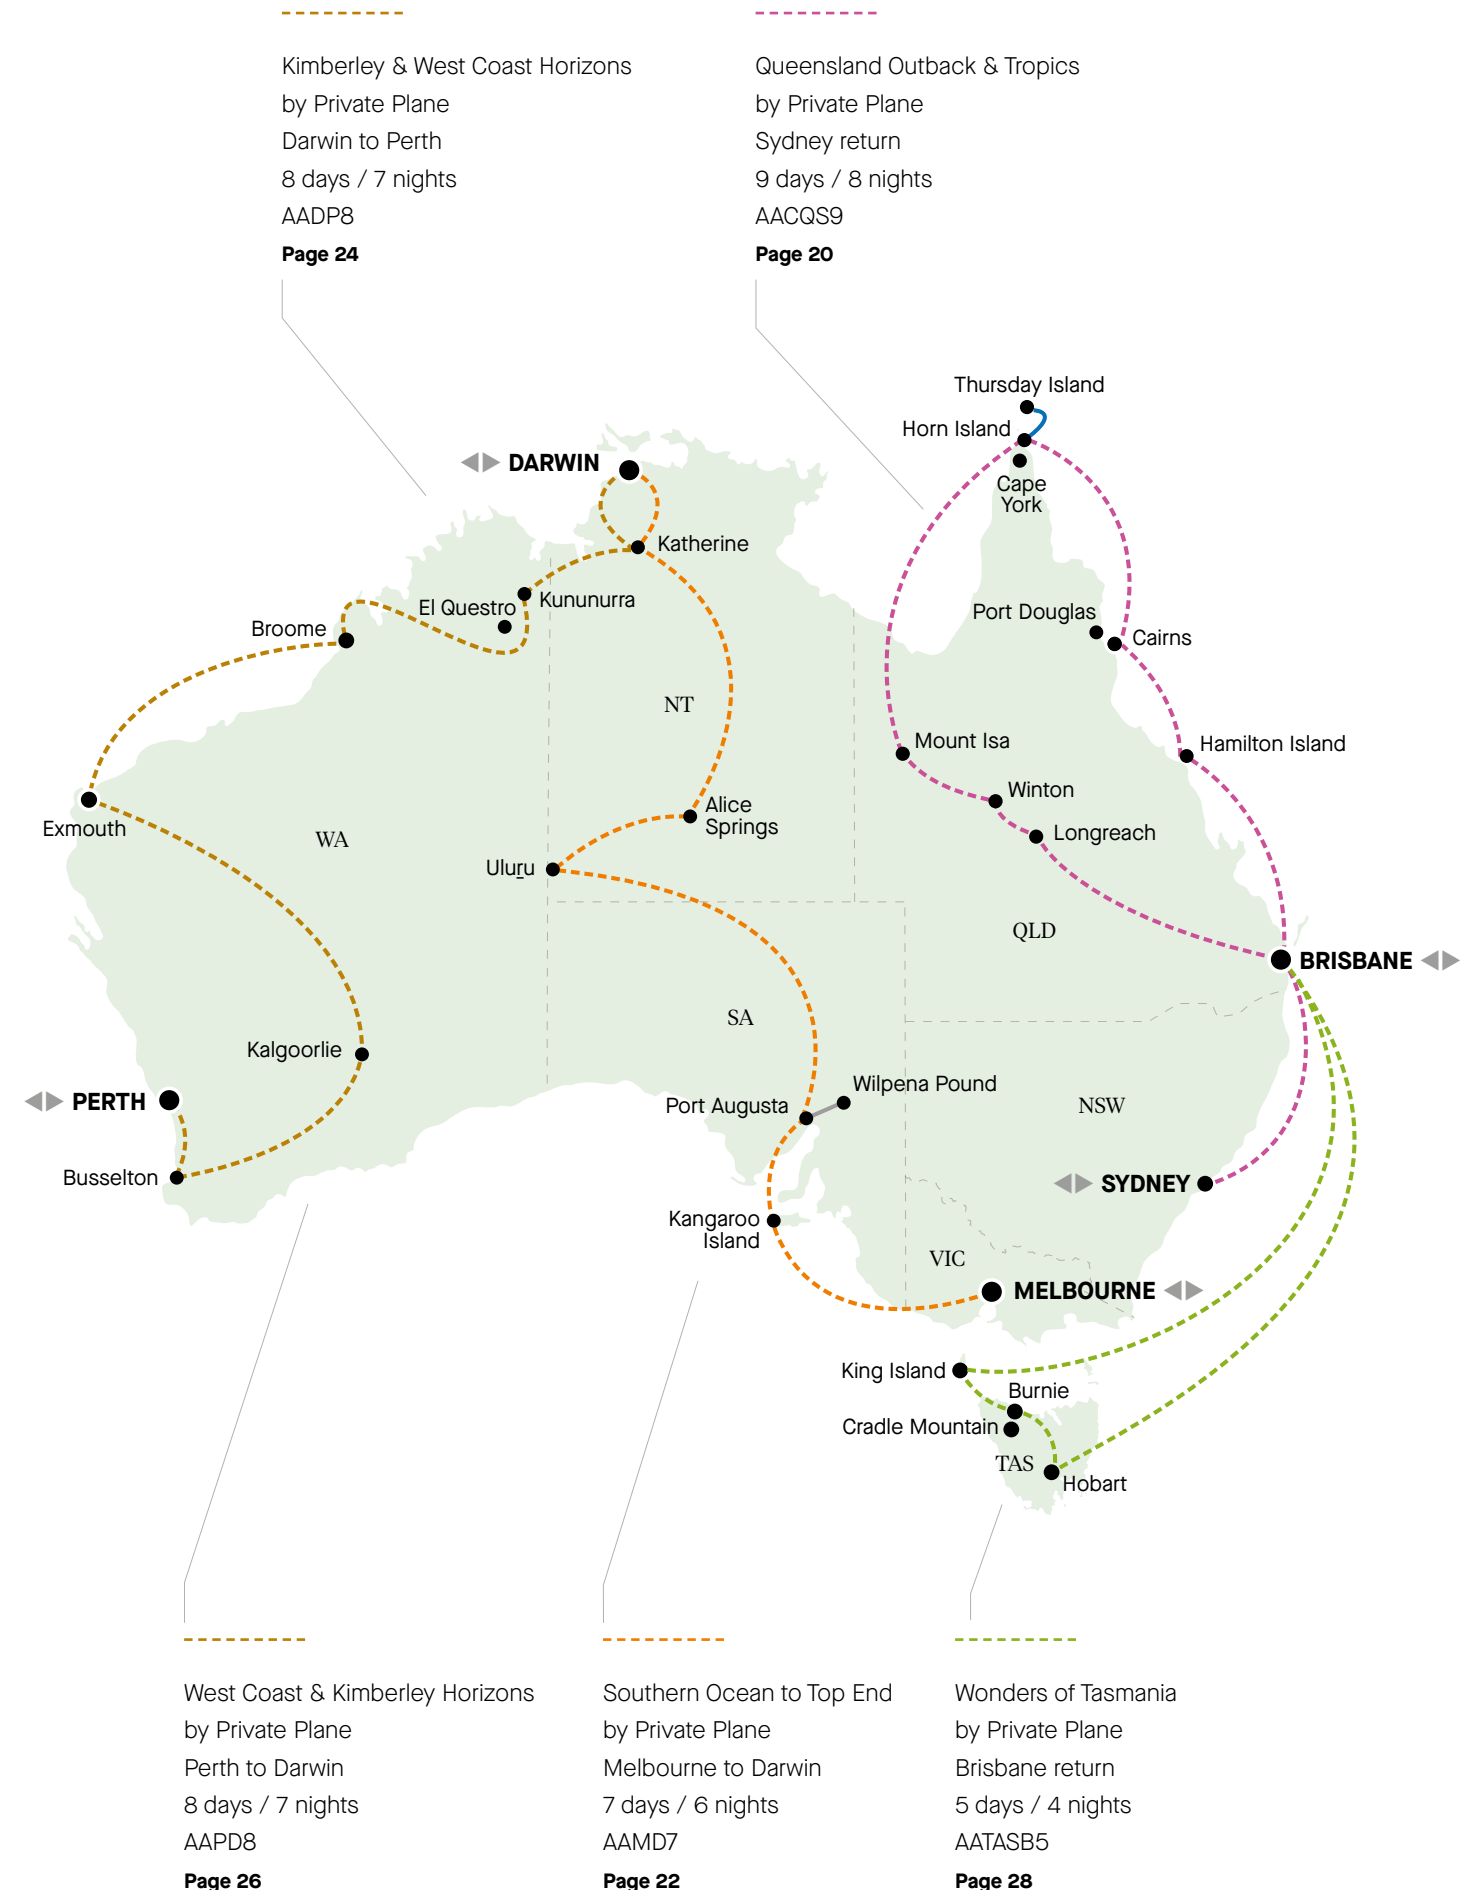 Kimberley & West Coast Horizons
by Private Plane
Darwin to Perth
8 days / 7 nights
AADP8
Page 24
Queensland Outback & Tropics
by Private Plane
Sydney return
9 days / 8 nights
AACQS9
Page 20
Thursday Island
Horn Island
DARWIN
Cape
York
Katherine
El Questro
Kununurra
Port Douglas
Broome
Cairns
NT
Mount Isa
Hamilton Island
Winton
Alice
Springs
Exmouth
Longreach
WA
Uluṟu
QLD
BRISBANE
SA
Kalgoorlie
Wilpena Pound
PERTH
Port Augusta
NSW
Busselton
SYDNEY
Kangaroo
Island
VIC
MELBOURNE
King Island
Burnie
Cradle Mountain
TAS
Hobart
West Coast & Kimberley Horizons
by Private Plane
Perth to Darwin
8 days / 7 nights
AAPD8
Page 26
Southern Ocean to Top End
by Private Plane
Melbourne to Darwin
7 days / 6 nights
AAMD7
Page 22
Wonders of Tasmania
by Private Plane
Brisbane return
5 days / 4 nights
AATASB5
Page 28